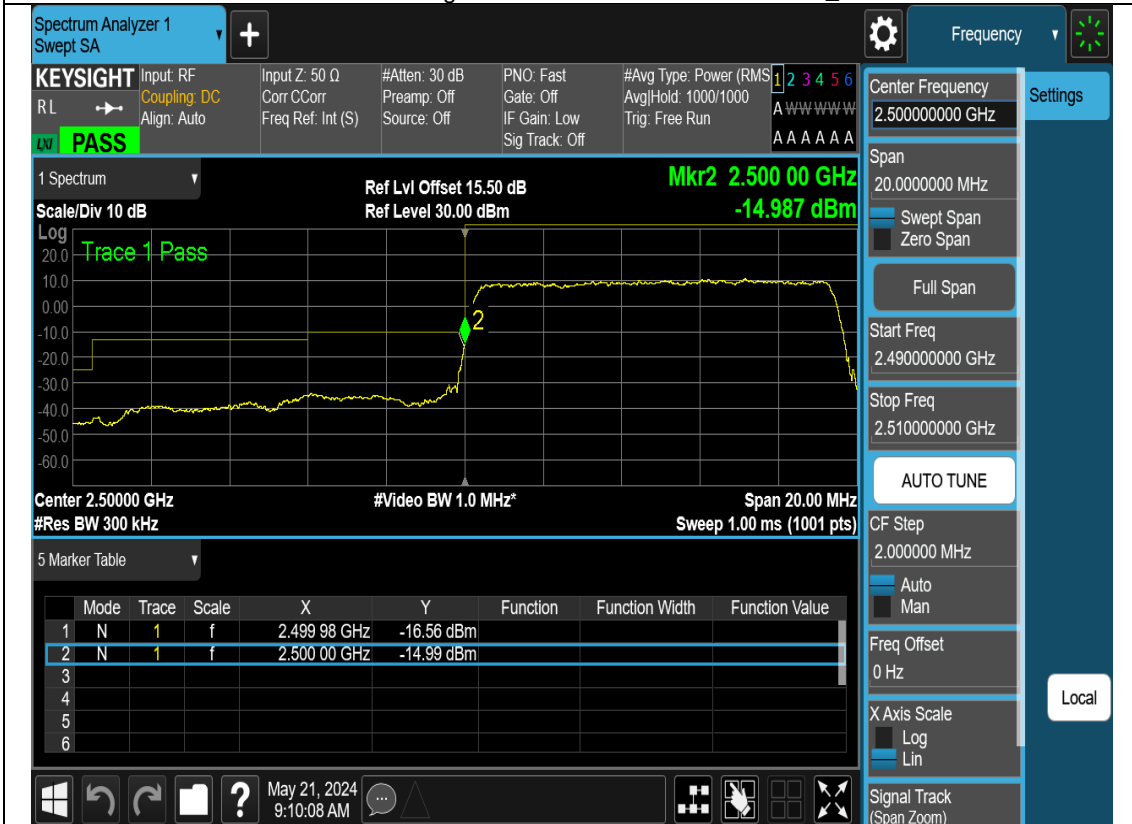 Spectrum Analyzer 1
Swept SA
+
Frequency
KEYSIGHT
RL
LXI PASS
Input: RF
Coupling: DC
Align: Auto
Input Z: 50 Ω
Corr CCorr
Freq Ref: Int (S)
#Atten: 30 dB
Preamp: Off
Source: Off
PNO: Fast
Gate: Off
IF Gain: Low
Sig Track: Off
#Avg Type: Power (RMS
Avg|Hold: 1000/1000
Trig: Free Run
1 2 3 4 5 6
A W W W W W
A A A A A A
1 Spectrum
Scale/Div 10 dB
Ref Lvl Offset 15.50 dB
Ref Level 30.00 dBm
Mkr2 2.500 00 GHz
-14.987 dBm
Log
Trace 1 Pass
20.0
10.0
0.00
-10.0
-20.0
-30.0
-40.0
-50.0
-60.0
2
Center 2.50000 GHz
#Res BW 300 kHz
#Video BW 1.0 MHz*
Span 20.00 MHz
Sweep 1.00 ms (1001 pts)
5 Marker Table
Mode Trace Scale X Y Function Function Width Function Value
1 N 1 f 2.499 98 GHz -16.56 dBm
2 N 1 f 2.500 00 GHz -14.99 dBm
3
4
5
6
?
May 21, 2024
9:10:08 AM
Center Frequency
2.500000000 GHz
Settings
Span
20.0000000 MHz
Swept Span
Zero Span
Full Span
Start Freq
2.490000000 GHz
Stop Freq
2.510000000 GHz
AUTO TUNE
CF Step
2.000000 MHz
Auto
Man
Freq Offset
0 Hz
Local
X Axis Scale
Log
Lin
Signal Track
(Span Zoom)